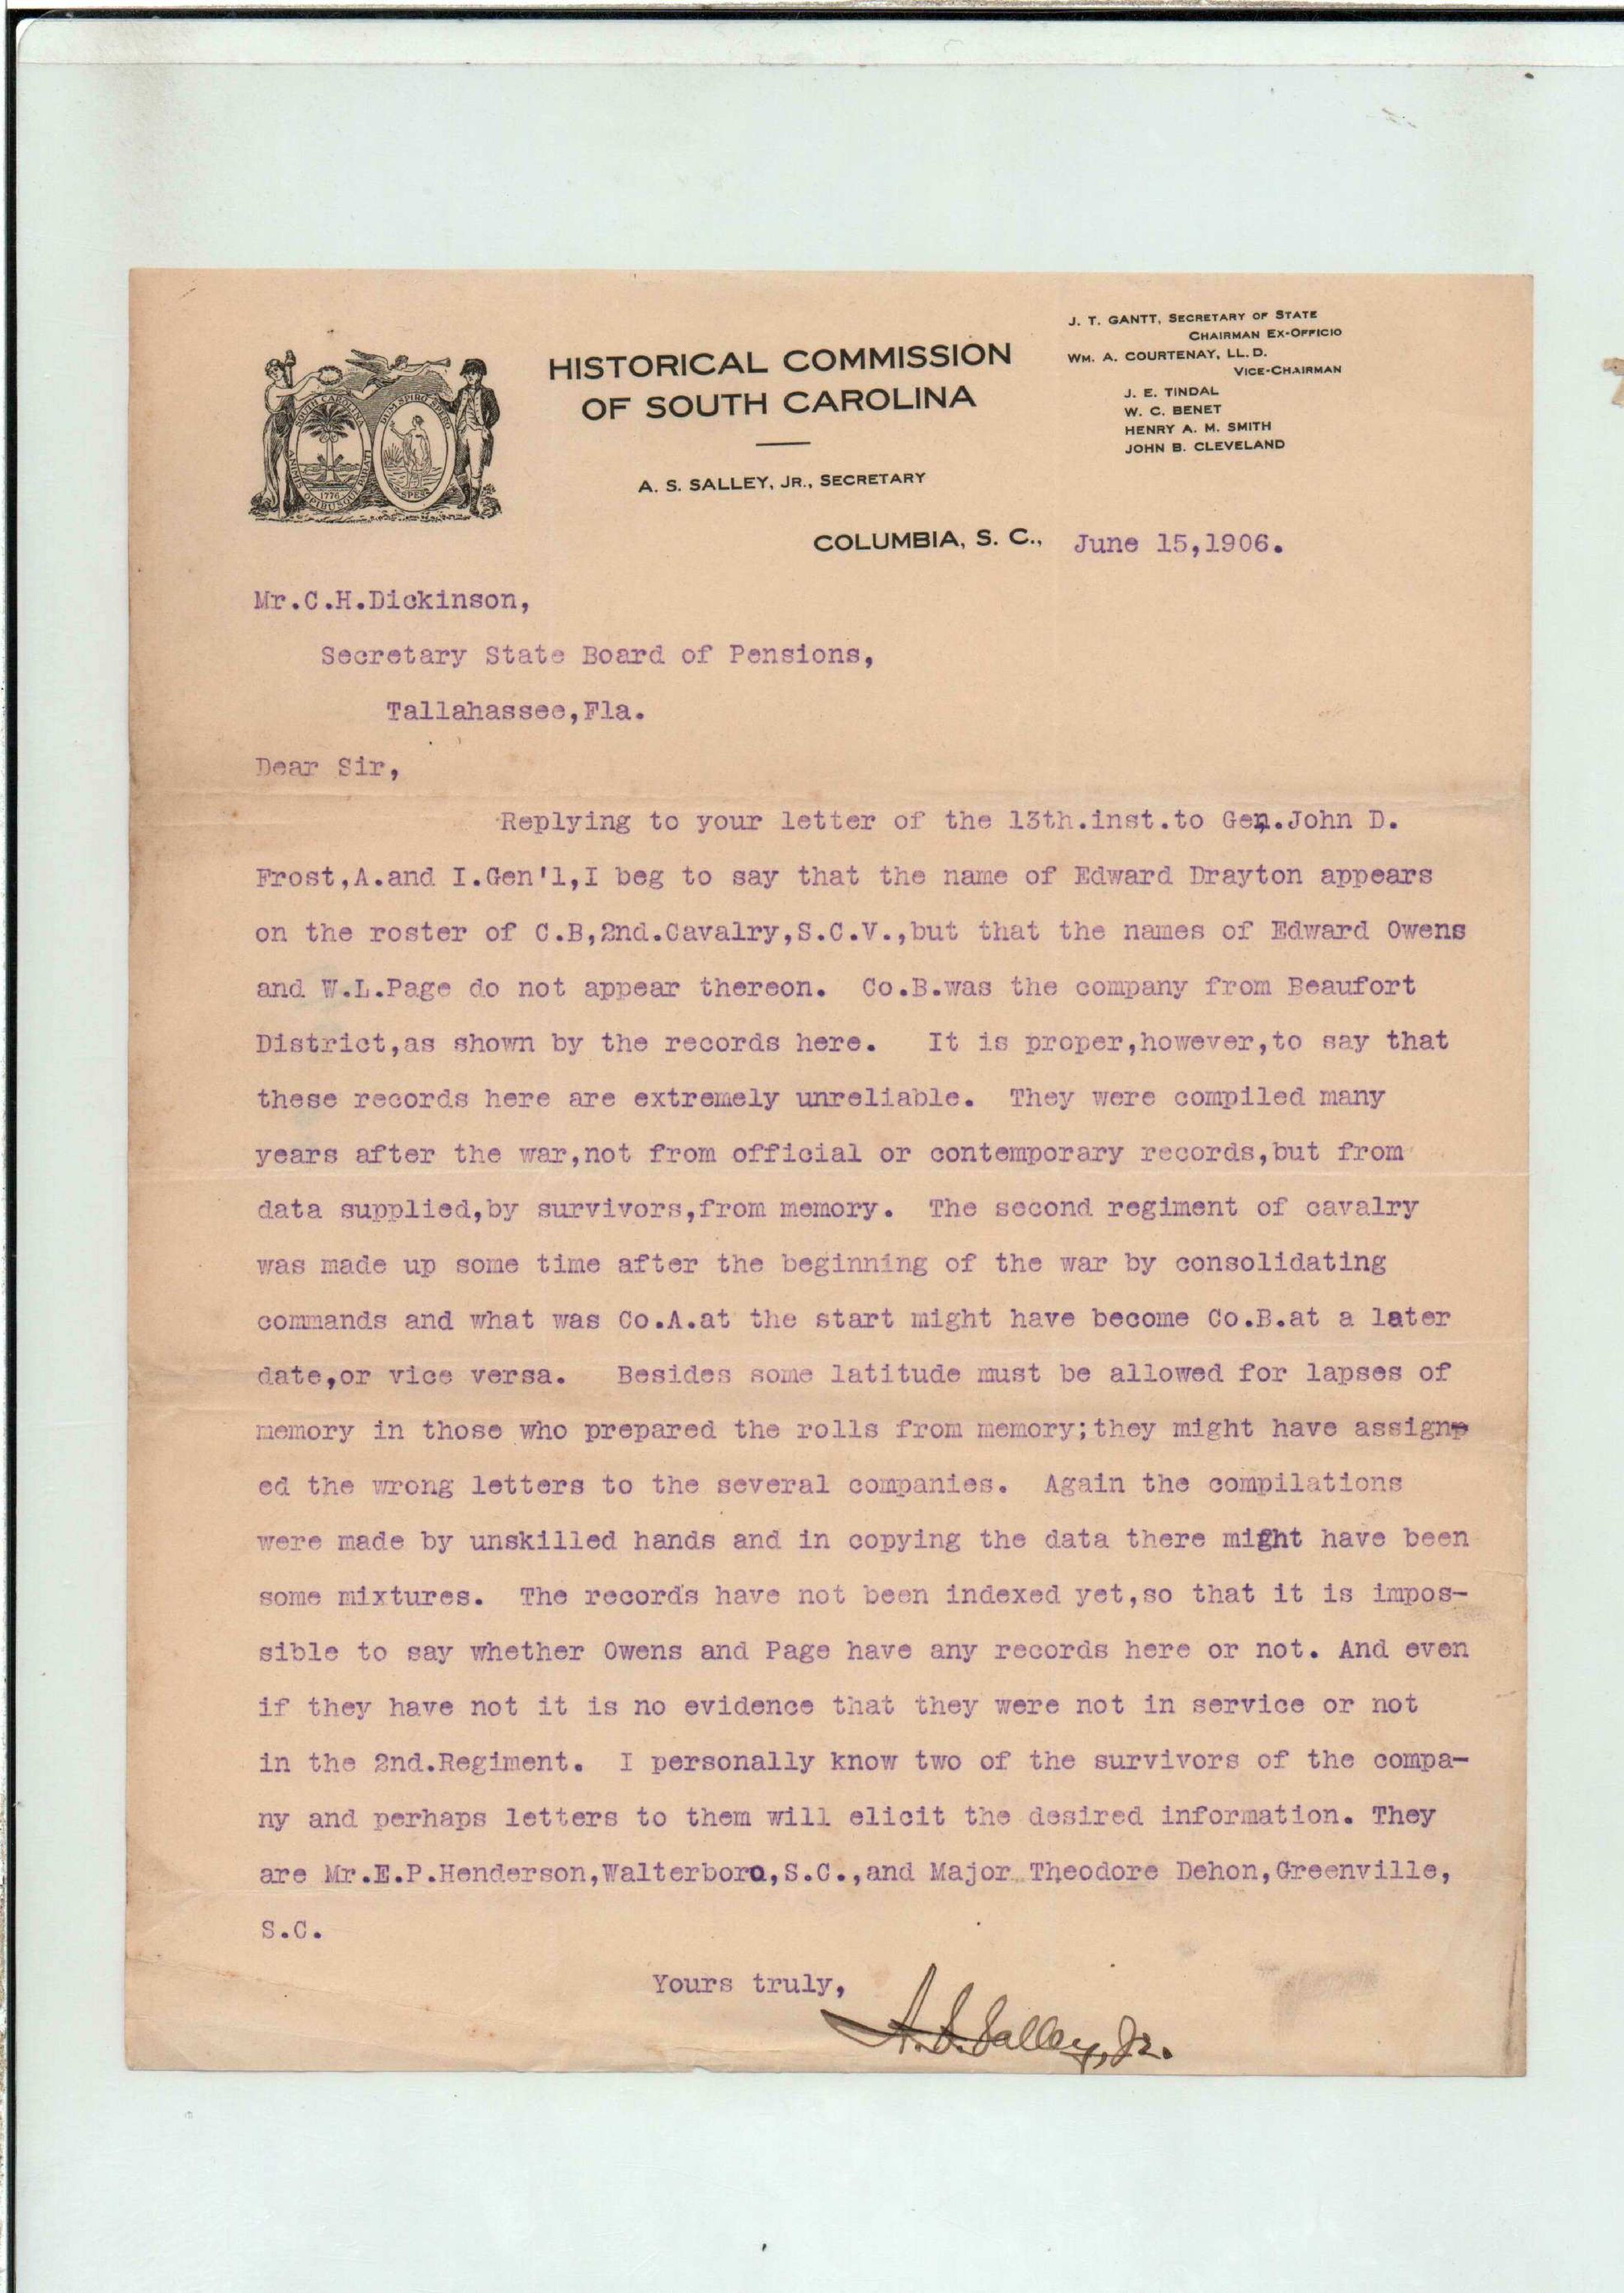 SOUTH CAROLINA
1776
DUM SPIRO SPERO
SPES
HISTORICAL COMMISSION
OF SOUTH CAROLINA
A. S. SALLEY, JR., SECRETARY
J. T. GANTT, SECRETARY OF STATE
CHAIRMAN EX-OFFICIO
WM. A. COURTENAY, LL. D.
VICE-CHAIRMAN
J. E. TINDAL
W. C. BENET
HENRY A. M. SMITH
JOHN B. CLEVELAND
COLUMBIA, S. C., June 15,1906.
Mr.C.H.Dickinson,
Secretary State Board of Pensions,
Tallahassee,Fla.
Dear Sir,
Replying to your letter of the 13th.inst.to Gen.John D.
Frost,A.and I.Gen'l,I beg to say that the name of Edward Drayton appears
on the roster of C.B,2nd.Cavalry,S.C.V.,but that the names of Edward Owens
and W.L.Page do not appear thereon. Co.B.was the company from Beaufort
District,as shown by the records here. It is proper,however,to say that
these records here are extremely unreliable. They were compiled many
years after the war,not from official or contemporary records,but from
data supplied,by survivors,from memory. The second regiment of cavalry
was made up some time after the beginning of the war by consolidating
commands and what was Co.A.at the start might have become Co.B.at a later
date,or vice versa. Besides some latitude must be allowed for lapses of
memory in those who prepared the rolls from memory;they might have assign-
ed the wrong letters to the several companies. Again the compilations
were made by unskilled hands and in copying the data there might have been
some mixtures. The records have not been indexed yet,so that it is impos-
sible to say whether Owens and Page have any records here or not. And even
if they have not it is no evidence that they were not in service or not
in the 2nd.Regiment. I personally know two of the survivors of the compa-
ny and perhaps letters to them will elicit the desired information. They
are Mr.E.P.Henderson,Walterboro,S.C.,and Major Theodore Dehon,Greenville,
S.C.
Yours truly,
A.S.Salley, Jr.